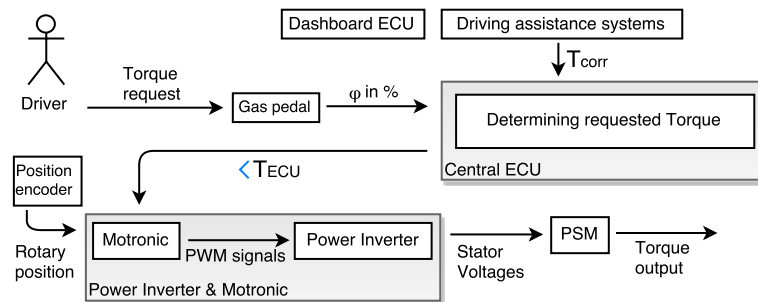 Dashboard ECU
Driving assistance systems
Tcorr
Driver
Torque
request
Gas pedal
φ in %
Determining requested Torque
Central ECU
TECU
Position
encoder
Rotary
position
Motronic
PWM signals
Power Inverter
Power Inverter & Motronic
Stator
Voltages
PSM
Torque
output